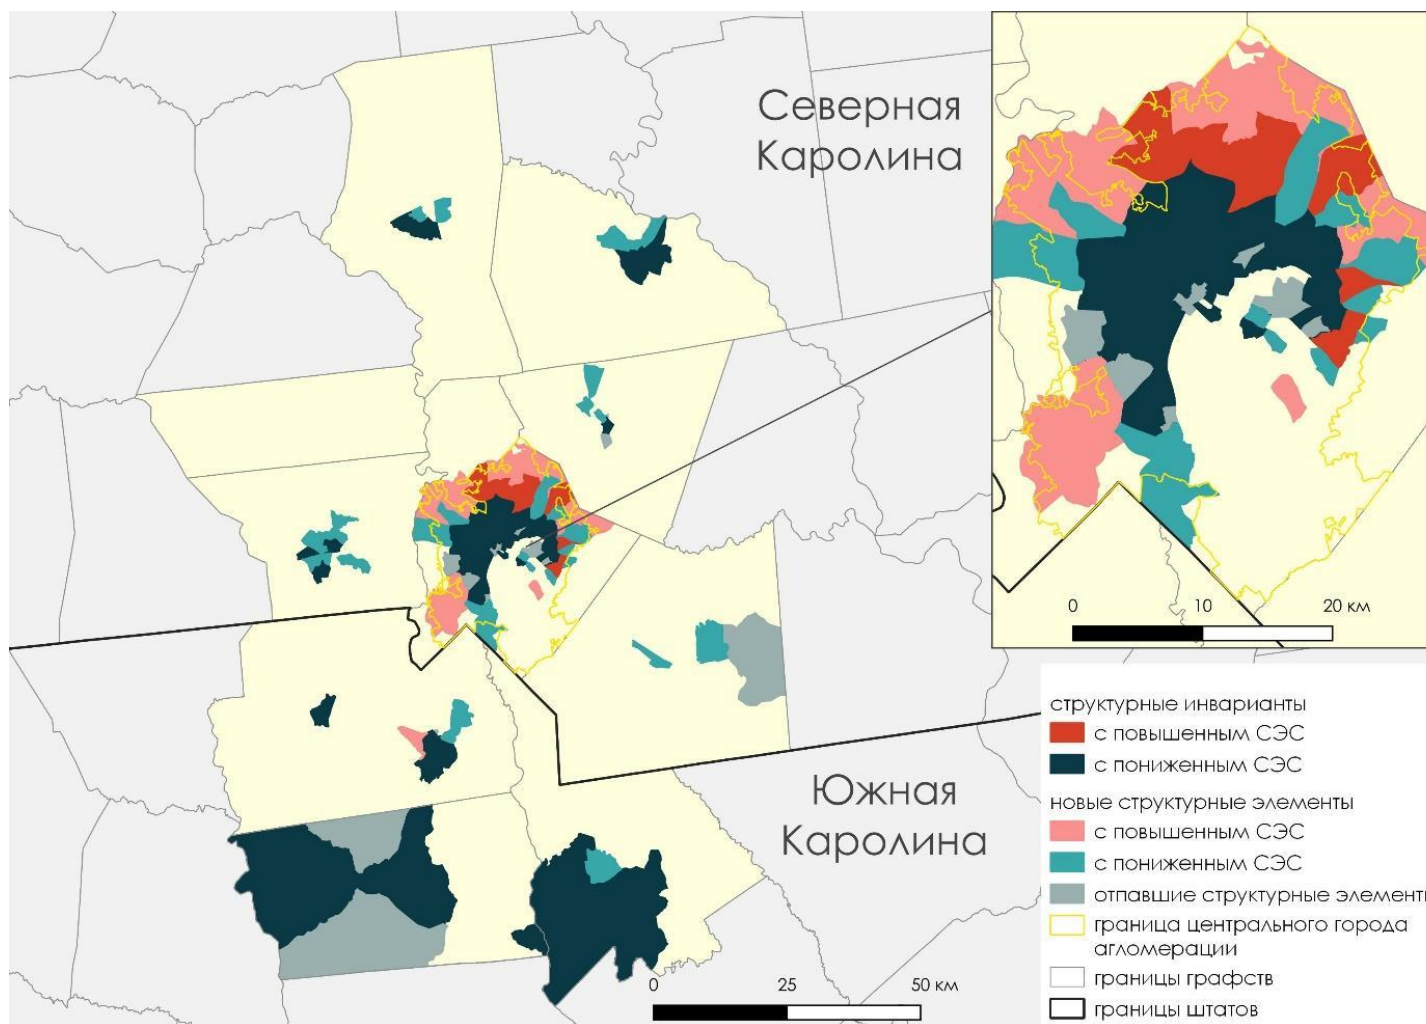 Северная
Каролина
0
10
20 км
структурные инварианты
с повышенным СЭС
с пониженным СЭС
новые структурные элементы
с повышенным СЭС
с пониженным СЭС
отпавшие структурные элемент
граница центрального города
агломерации
границы графств
границы штатов
Южная
Каролина
0
25
50 км